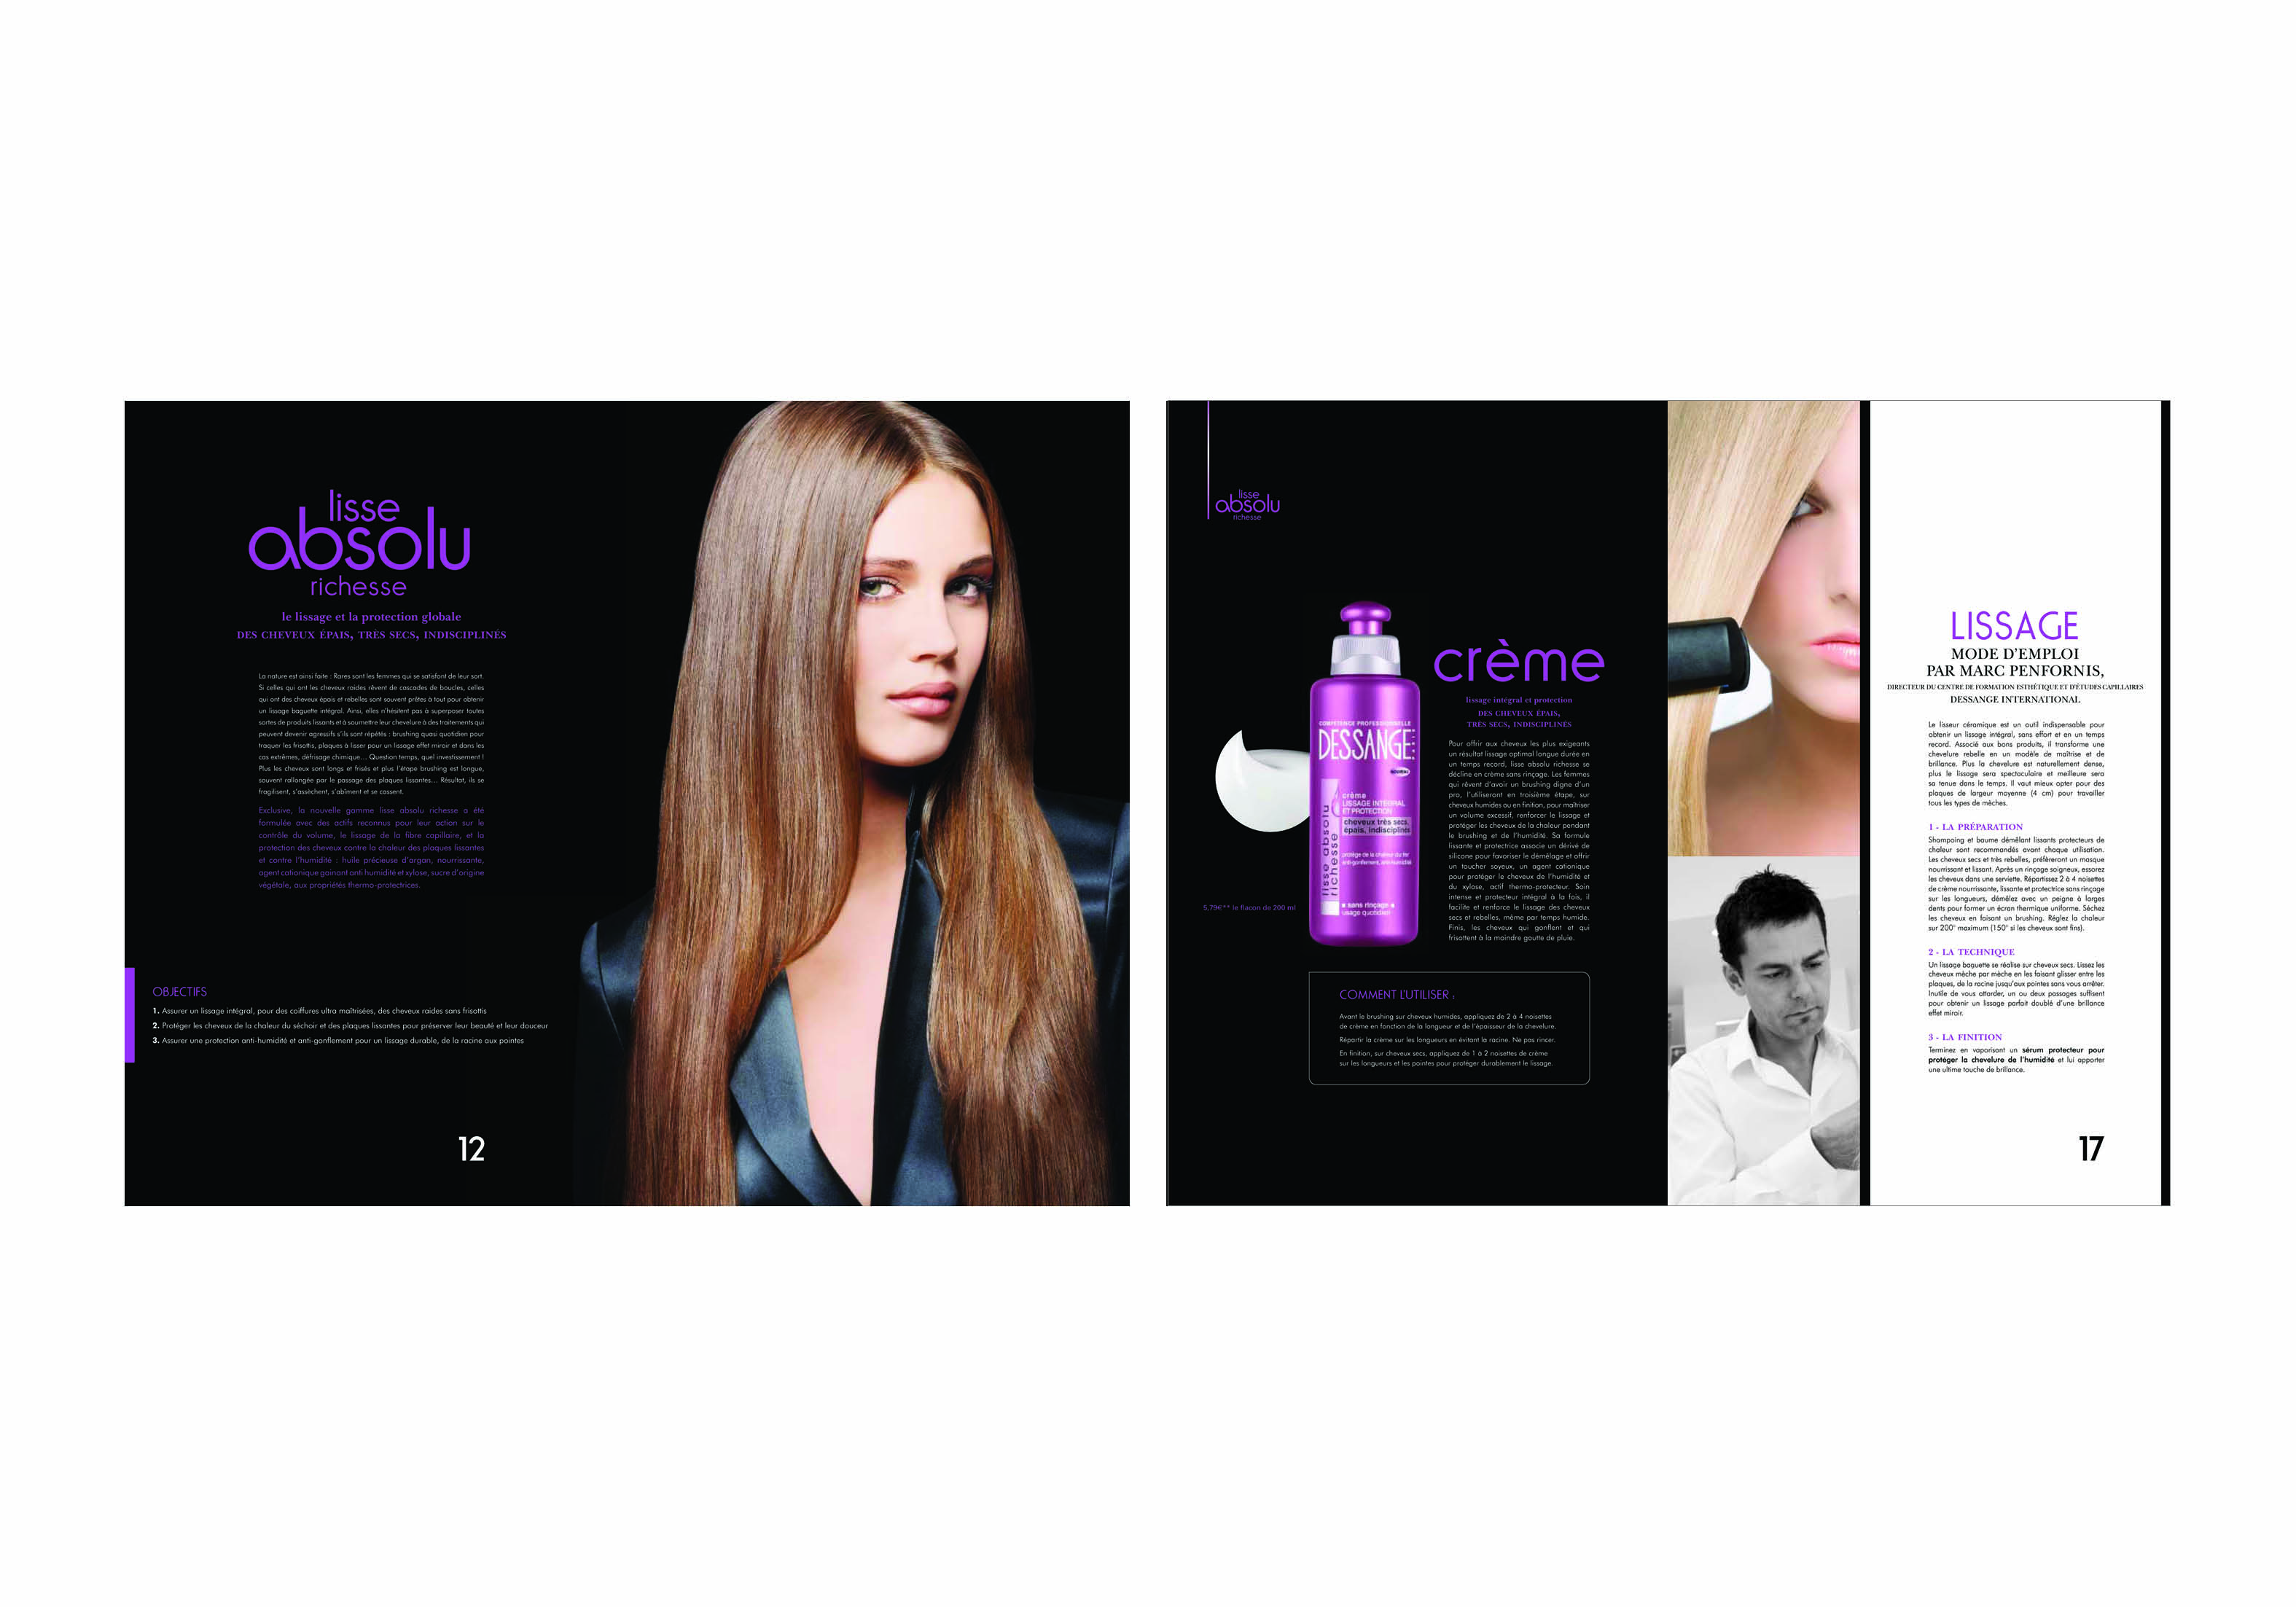 lisse
absolu
richesse
le lissage et la protection globale
DES CHEVEUX ÉPAIS, TRÈS SECS, INDISCIPLINÉS
La nature est ainsi faite : Rares sont les femmes qui se satisfont de leur sort.
Si celles qui ont les cheveux raides rêvent de cascades de boucles, celles
qui ont des cheveux épais et rebelles sont souvent prêtes à tout pour obtenir
un lissage baguette intégral. Ainsi, elles n'hésitent pas à superposer toutes
sortes de produits lissants et à soumettre leur chevelure à des traitements qui
peuvent devenir agressifs s'ils sont répétés : brushing quasi quotidien pour
traquer les frisottis, plaques à lisser pour un lissage effet miroir et dans les
cas extrêmes, défrisage chimique... Question temps, quel investissement !
Plus les cheveux sont longs et frisés et plus l'étape brushing est longue,
souvent rallongée par le passage des plaques lissantes... Résultat, ils se
fragilisent, s'assèchent, s'abîment et se cassent.
Exclusive, la nouvelle gamme lisse absolu richesse a été
formulée avec des actifs reconnus pour leur action sur le
contrôle du volume, le lissage de la fibre capillaire, et la
protection des cheveux contre la chaleur des plaques lissantes
et contre l'humidité : huile précieuse d'argan, nourrissante,
agent cationique gainant anti humidité et xylose, sucre d'origine
végétale, aux propriétés thermo-protectrices.
OBJECTIFS
1. Assurer un lissage intégral, pour des coiffures ultra maîtrisées, des cheveux raides sans frisottis
2. Protéger les cheveux de la chaleur du séchoir et des plaques lissantes pour préserver leur beauté et leur douceur
3. Assurer une protection anti-humidité et anti-gonflement pour un lissage durable, de la racine aux pointes
12
lisse
absolu
richesse
COMPETENCE PROFESSIONNELLE
DESSANGE
PARIS
NOUVEAU
crème
LISSAGE INTÉGRAL
ET PROTECTION
cheveux très secs,
épais, indisciplinés
protège de la chaleur du fer
anti-gonflement, anti-humidité
lisse absolu
richesse
sans rinçage
usage quotidien
5,79€** le flacon de 200 ml
crème
lissage intégral et protection
DES CHEVEUX ÉPAIS,
TRÈS SECS, INDISCIPLINÉS
Pour offrir aux cheveux les plus exigeants
un résultat lissage optimal longue durée en
un temps record, lisse absolu richesse se
décline en crème sans rinçage. Les femmes
qui rêvent d'avoir un brushing digne d'un
pro, l'utiliseront en troisième étape, sur
cheveux humides ou en finition, pour maîtriser
un volume excessif, renforcer le lissage et
protéger les cheveux de la chaleur pendant
le brushing et de l'humidité. Sa formule
lissante et protectrice associe un dérivé de
silicone pour favoriser le démêlage et offrir
un toucher soyeux, un agent cationique
pour protéger le cheveux de l'humidité et
du xylose, actif thermo-protecteur. Soin
intense et protecteur intégral à la fois, il
facilite et renforce le lissage des cheveux
secs et rebelles, même par temps humide.
Finis, les cheveux qui gonflent et qui
frisottent à la moindre goutte de pluie.
COMMENT L'UTILISER :
Avant le brushing sur cheveux humides, appliquez de 2 à 4 noisettes
de crème en fonction de la longueur et de l'épaisseur de la chevelure.
Répartir la crème sur les longueurs en évitant la racine. Ne pas rincer.
En finition, sur cheveux secs, appliquez de 1 à 2 noisettes de crème
sur les longueurs et les pointes pour protéger durablement le lissage.
LISSAGE
MODE D'EMPLOI
PAR MARC PENFORNIS,
DIRECTEUR DU CENTRE DE FORMATION ESTHÉTIQUE ET D'ÉTUDES CAPILLAIRES
DESSANGE INTERNATIONAL
Le lisseur céramique est un outil indispensable pour
obtenir un lissage intégral, sans effort et en un temps
record. Associé aux bons produits, il transforme une
chevelure rebelle en un modèle de maîtrise et de
brillance. Plus la chevelure est naturellement dense,
plus le lissage sera spectaculaire et meilleure sera
sa tenue dans le temps. Il vaut mieux opter pour des
plaques de largeur moyenne (4 cm) pour travailler
tous les types de mèches.
1 - LA PRÉPARATION
Shampoing et baume démêlant lissants protecteurs de
chaleur sont recommandés avant chaque utilisation.
Les cheveux secs et très rebelles, préfèreront un masque
nourrissant et lissant. Après un rinçage soigneux, essorez
les cheveux dans une serviette. Répartissez 2 à 4 noisettes
de crème nourrissante, lissante et protectrice sans rinçage
sur les longueurs, démêlez avec un peigne à larges
dents pour former un écran thermique uniforme. Séchez
les cheveux en faisant un brushing. Réglez la chaleur
sur 200° maximum (150° si les cheveux sont fins).
2 - LA TECHNIQUE
Un lissage baguette se réalise sur cheveux secs. Lissez les
cheveux mèche par mèche en les faisant glisser entre les
plaques, de la racine jusqu'aux pointes sans vous arrêter.
Inutile de vous attarder, un ou deux passages suffisent
pour obtenir un lissage parfait doublé d'une brillance
effet miroir.
3 - LA FINITION
Terminez en vaporisant un sérum protecteur pour
protéger la chevelure de l'humidité et lui apporter
une ultime touche de brillance.
17